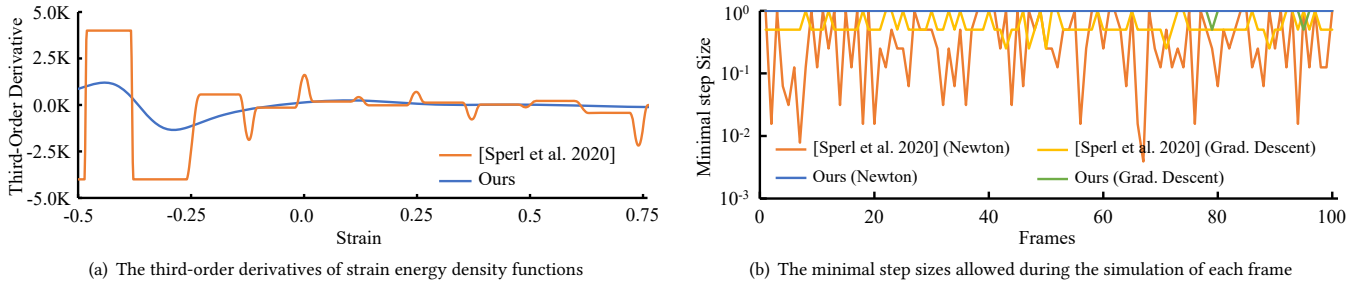 5.0K
2.5K
0.0K
-2.5K
-5.0K
Third-Order Derivative
-0.5
-0.25
0.0
0.25
0.5
0.75
Strain
[Sperl et al. 2020]
Ours
(a) The third-order derivatives of strain energy density functions
10^0
10^-1
10^-2
10^-3
Minimal step Size
[Sperl et al. 2020] (Newton)
[Sperl et al. 2020] (Grad. Descent)
Ours (Newton)
Ours (Grad. Descent)
0
20
40
60
80
100
Frames
(b) The minimal step sizes allowed during the simulation of each frame